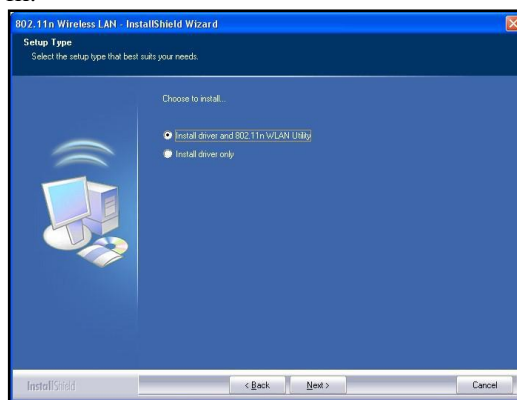 802.11n Wireless LAN - InstallShield Wizard
Setup Type
Select the setup type that best suits your needs.
Choose to install...
Install driver and 802.11n WLAN Utility
Install driver only
InstallShield
< Back
Next >
Cancel